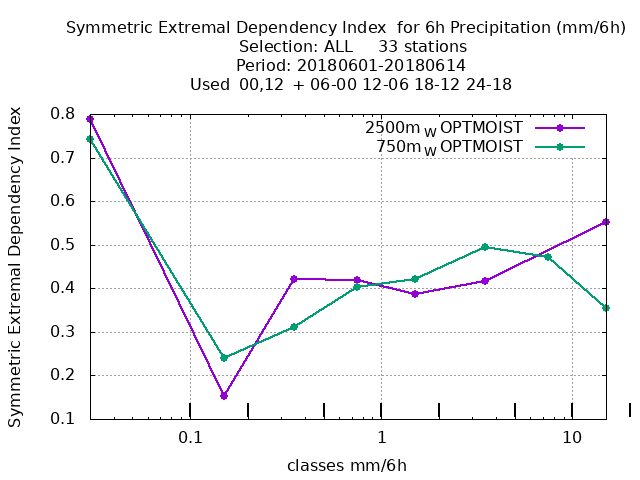 Symmetric Extremal Dependency Index  for 6h Precipitation (mm/6h)
Selection: ALL     33 stations
Period: 20180601-20180614
Used  00,12  + 06-00 12-06 18-12 24-18
Symmetric Extremal Dependency Index
0.8
0.7
0.6
0.5
0.4
0.3
0.2
0.1
2500m W OPTMOIST
750m W OPTMOIST
0.1 1 10
classes mm/6h